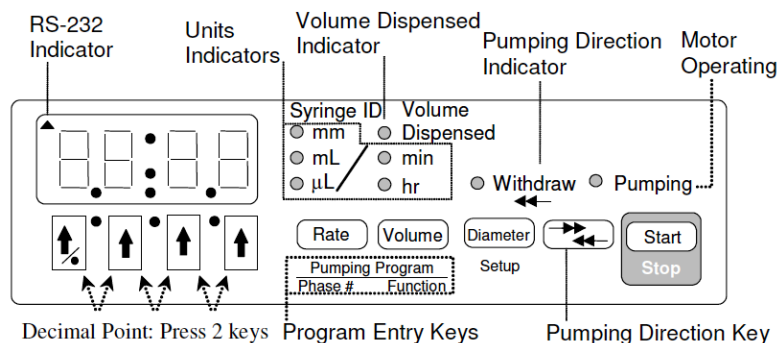 RS-232
Indicator
Units
Indicators
Volume Dispensed
Indicator
Pumping Direction
Indicator
Motor
Operating
Syringe ID Volume
mm Dispensed
mL / min
µL hr
Withdraw Pumping
Rate Volume Diameter Start
Pumping Program Setup Stop
Phase # Function
Decimal Point: Press 2 keys Program Entry Keys Pumping Direction Key